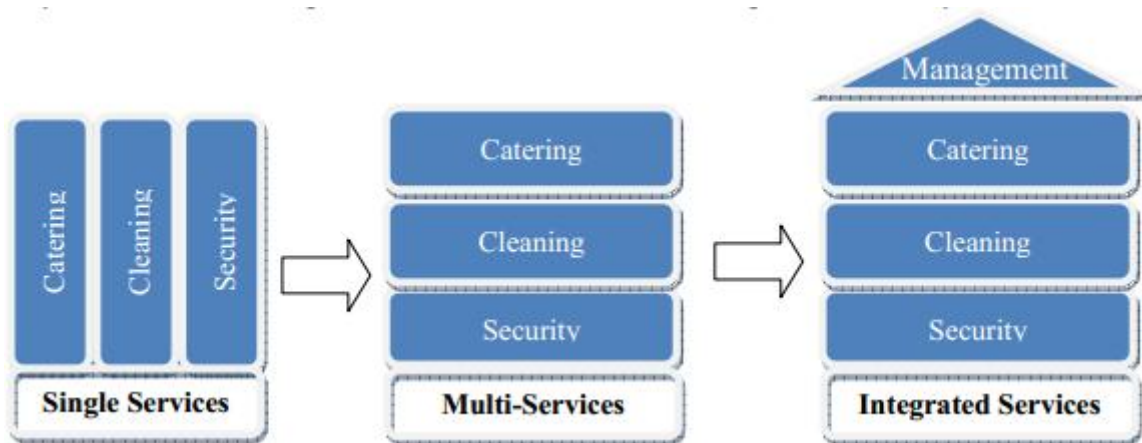 Catering
Cleaning
Security
Single Services
Catering
Cleaning
Security
Multi-Services
Management
Catering
Cleaning
Security
Integrated Services